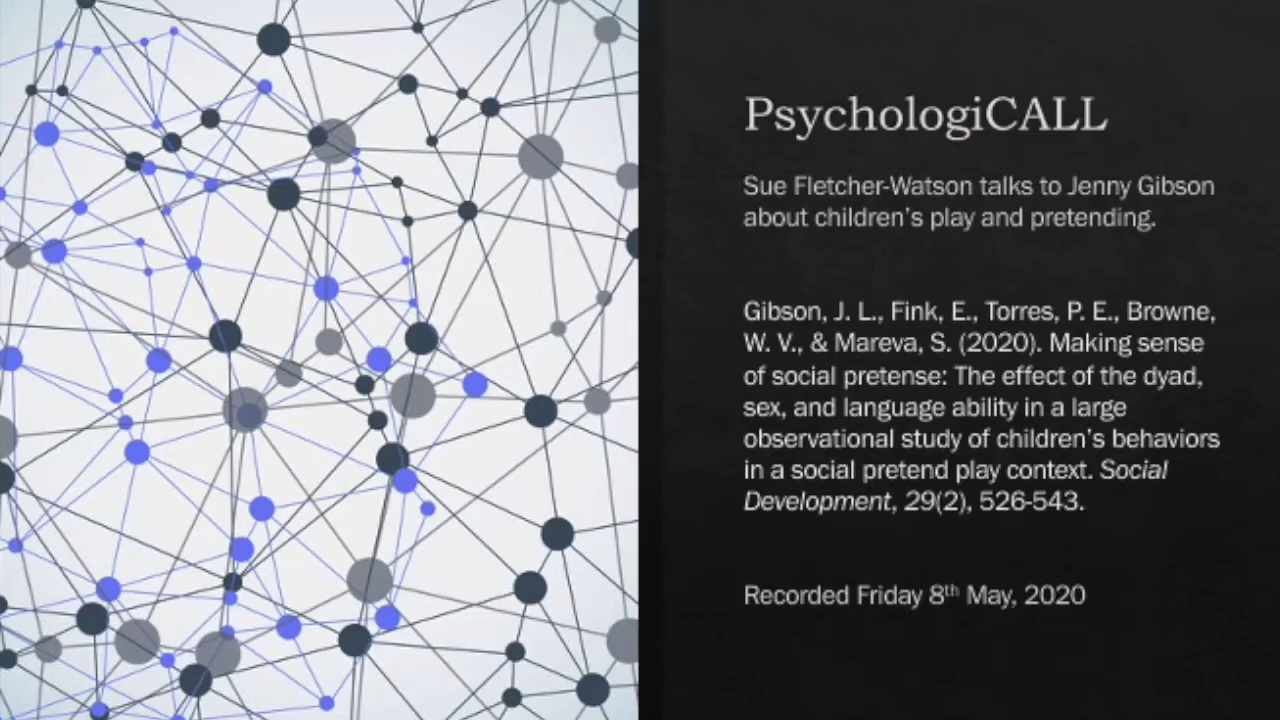 PsychologiCALL
Sue Fletcher-Watson talks to Jenny Gibson
about children’s play and pretending.
Gibson, J. L., Fink, E., Torres, P. E., Browne,
W. V., & Mareva, S. (2020). Making sense
of social pretense: The effect of the dyad,
sex, and language ability in a large
observational study of children’s behaviors
in a social pretend play context. Social
Development, 29(2), 526-543.
Recorded Friday 8th May, 2020